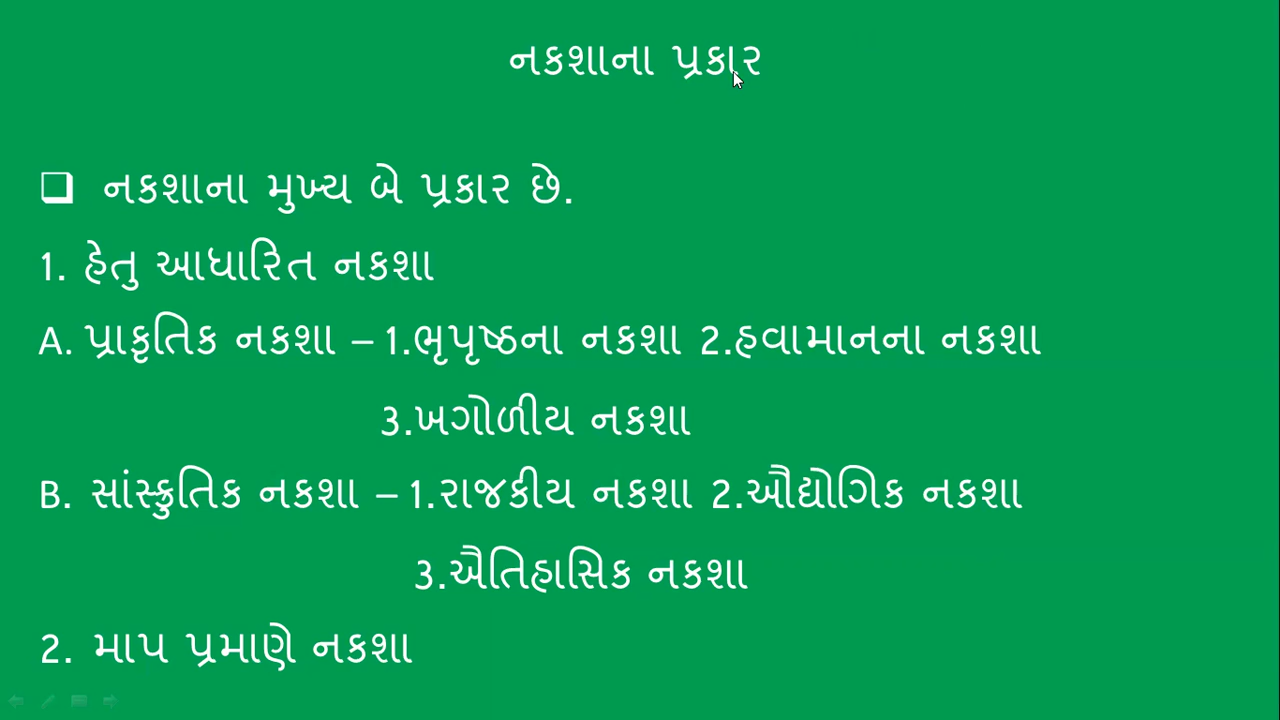 નકશાના પ્રકાર
❑ નકશાના મુખ્ય બે પ્રકાર છે.
1. હેતુ આધારિત નકશા
A. પ્રાકૃતિક નકશા – 1.ભૃપૃષ્ઠના નકશા 2.હવામાનના નકશા
3.ખગોળીય નકશા
B. સાંસ્ક્રુતિક નકશા – 1.રાજકીય નકશા 2.ઔદ્યોગિક નકશા
3.ઐતિહાસિક નકશા
2. માપ પ્રમાણે નકશા